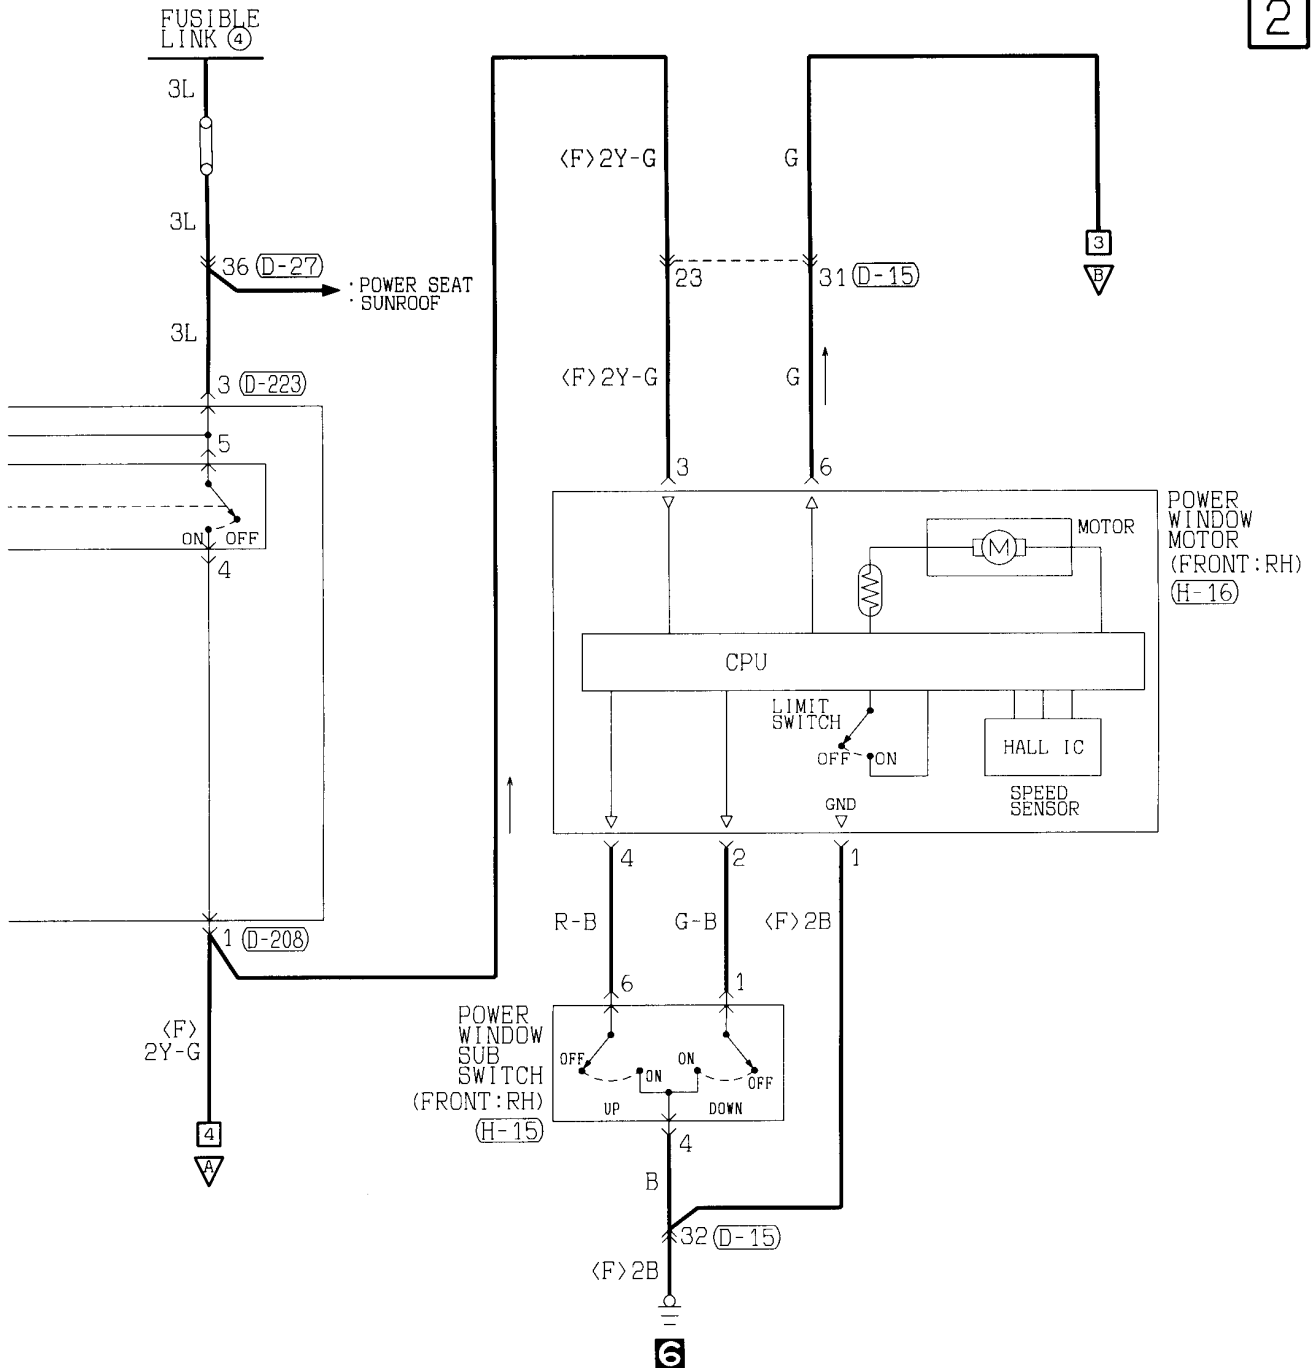 2
FUSIBLE
LINK ④
3L
3L
36 (D-27)
· POWER SEAT
· SUNROOF
3L
3 (D-223)
5
ON OFF
4
1 (D-208)
<F>
2Y-G
4
A
<F>2Y-G
G
3
B
23
31 (D-15)
<F>2Y-G
G
3
6
POWER
WINDOW
MOTOR
(FRONT:RH)
(H-16)
MOTOR
M
CPU
LIMIT
SWITCH
OFF
ON
HALL IC
SPEED
SENSOR
GND
4
2
1
R-B
G-B
<F>2B
6
1
POWER
WINDOW
SUB
SWITCH
(FRONT:RH)
(H-15)
OFF
ON
ON
OFF
UP
DOWN
4
B
32 (D-15)
<F>2B
6